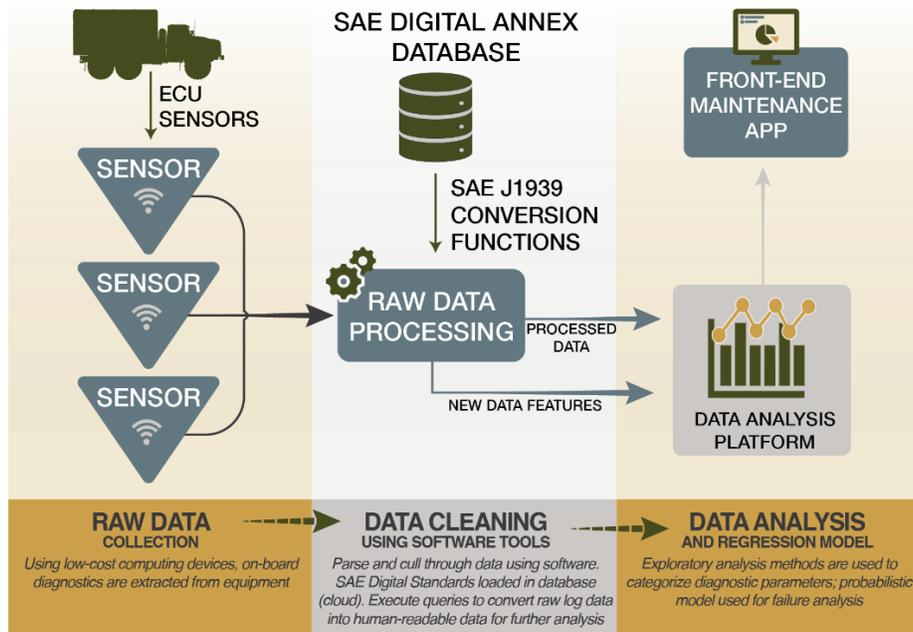 ECU
SENSORS
SENSOR
SENSOR
SENSOR
SAE DIGITAL ANNEX
DATABASE
SAE J1939
CONVERSION
FUNCTIONS
RAW DATA
PROCESSING
PROCESSED
DATA
NEW DATA FEATURES
FRONT-END
MAINTENANCE
APP
DATA ANALYSIS
PLATFORM
RAW DATA
COLLECTION
Using low-cost computing devices, on-board
diagnostics are extracted from equipment
DATA CLEANING
USING SOFTWARE TOOLS
Parse and cull through data using software.
SAE Digital Standards loaded in database
(cloud). Execute queries to convert raw log data
into human-readable data for further analysis
DATA ANALYSIS
AND REGRESSION MODEL
Exploratory analysis methods are used to
categorize diagnostic parameters; probabilistic
model used for failure analysis